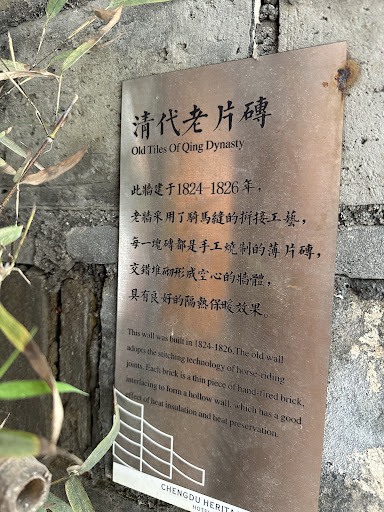 清代老片磚
Old Tiles Of Qing Dynasty
此牆建于1824-1826年，
老牆采用了騎馬縫的拼接工藝，
每一塊磚都是手工燒制的薄片磚，
交錯堆砌形成空心的牆體，
具有良好的隔熱保暖效果。
This wall was built in 1824-1826.The old wall
adopts the stitching technology of horse-riding
joints. Each brick is a thin piece of hand-fired brick,
interlacing to form a hollow wall, which has a good
effect of heat insulation and heat preservation.
CHENGDU HERITA
HOTE